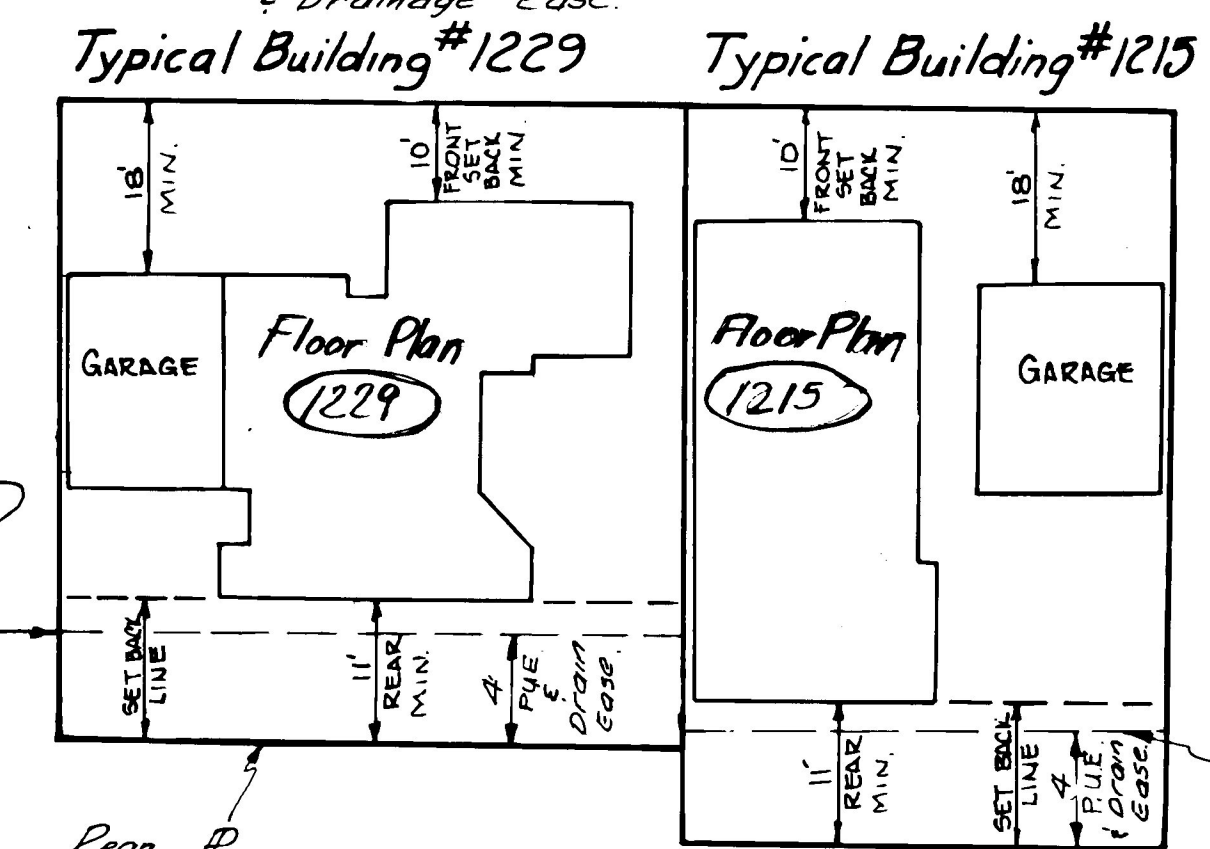 & Drainage Ease.
Typical Building #1229
Typical Building #1215
18' MIN.
10' FRONT SET BACK MIN
10' FRONT SET BACK MIN.
18' MIN.
GARAGE
Floor Plan
1229
Floor Plan
1215
GARAGE
SET BACK LINE
11' REAR MIN.
4' P.U.E. & Drain Ease.
11' REAR MIN.
SET BACK LINE
4 P.U.E. & Drain Ease.